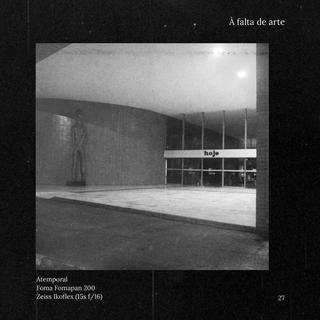 À falta de arte
hoje
Atemporal
Foma Fomapan 200
Zeiss Ikoflex (15s f/16)
27